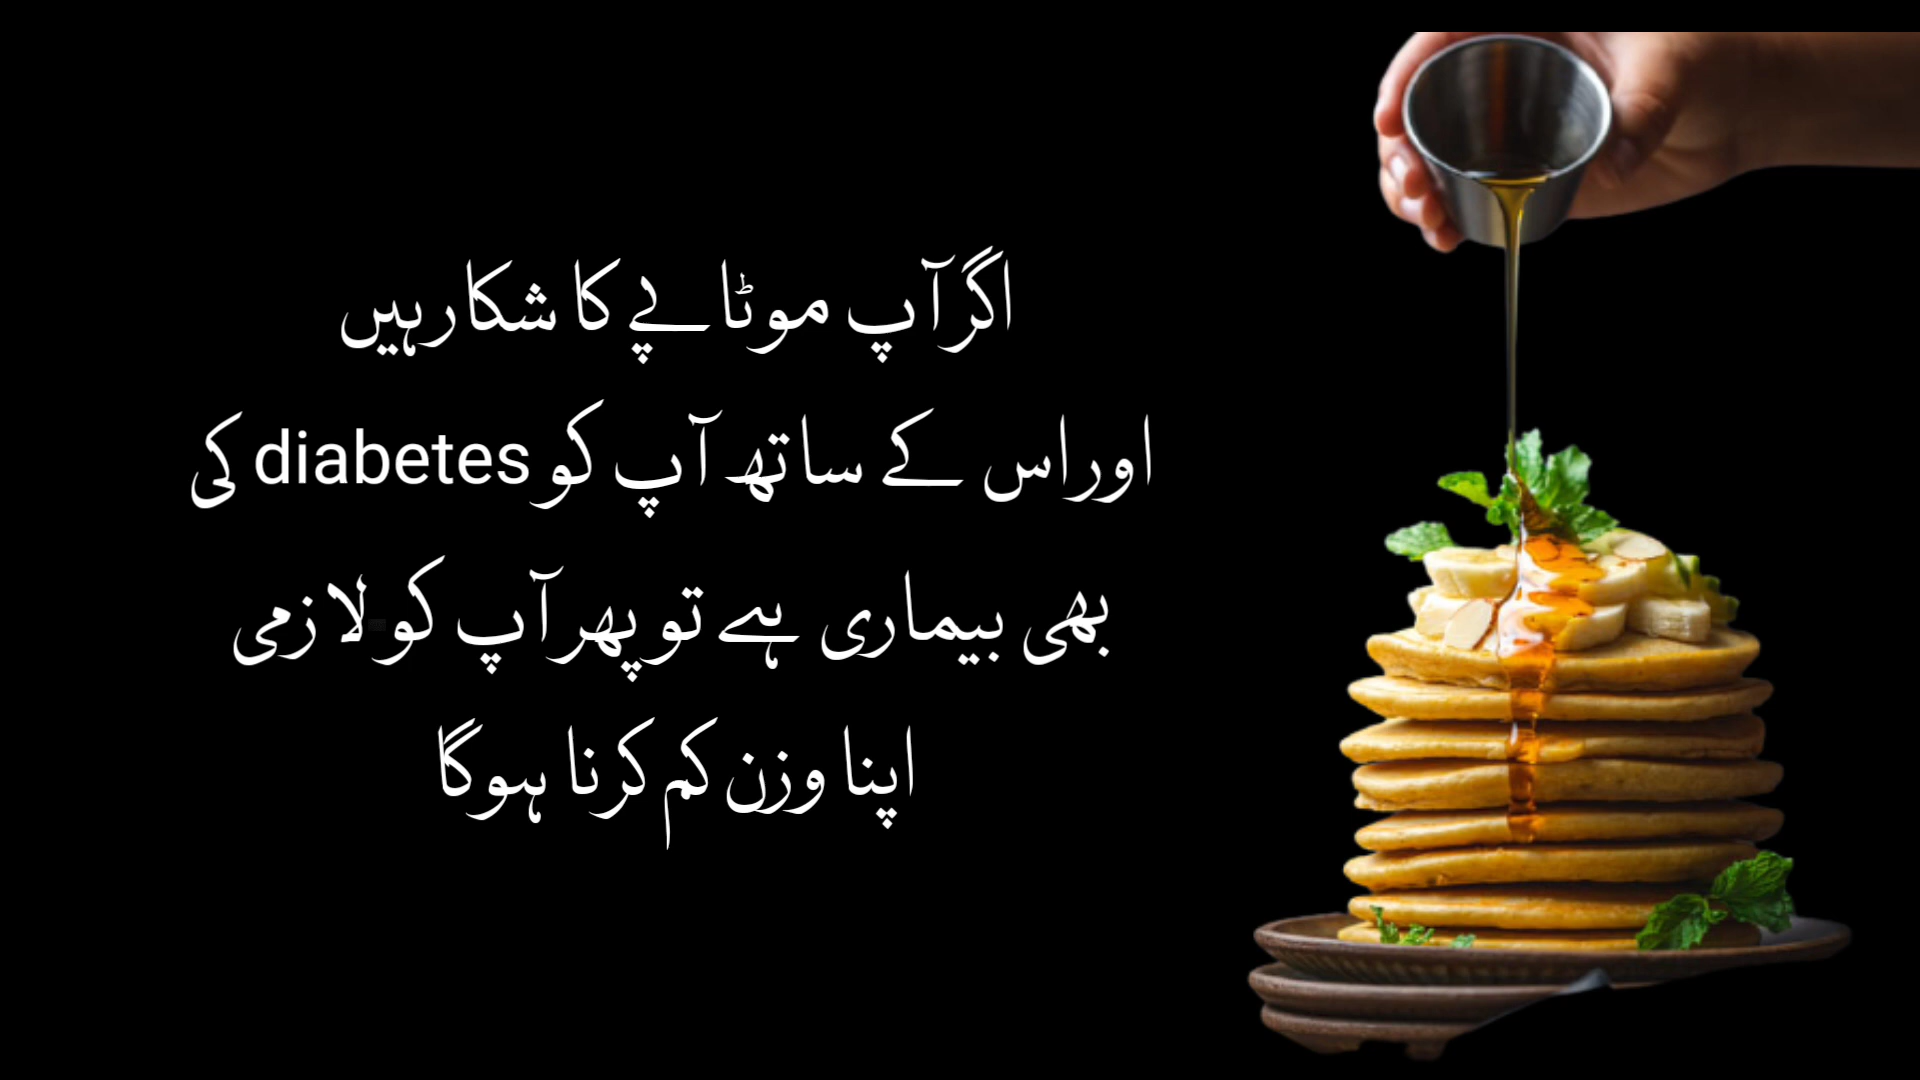 اگر آپ موٹاپے کا شکار ہیں
اور اس کے ساتھ آپ کو diabetes کی
بھی بیماری ہے تو پھر آپ کو لازمی
اپنا وزن کم کرنا ہوگا